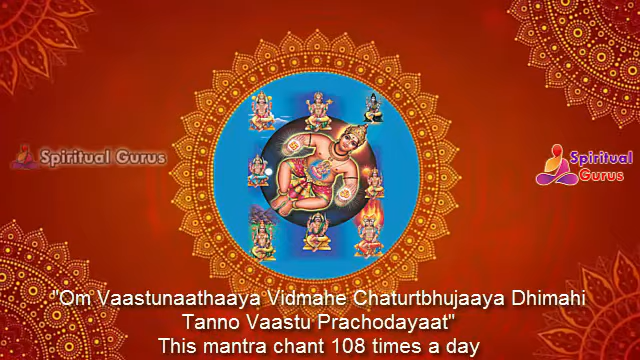 Spiritual Gurus
Spiritual
Gurus
"Om Vaastunaathaaya Vidmahe Chaturtbhujaaya Dhimahi
Tanno Vaastu Prachodayaat"
This mantra chant 108 times a day